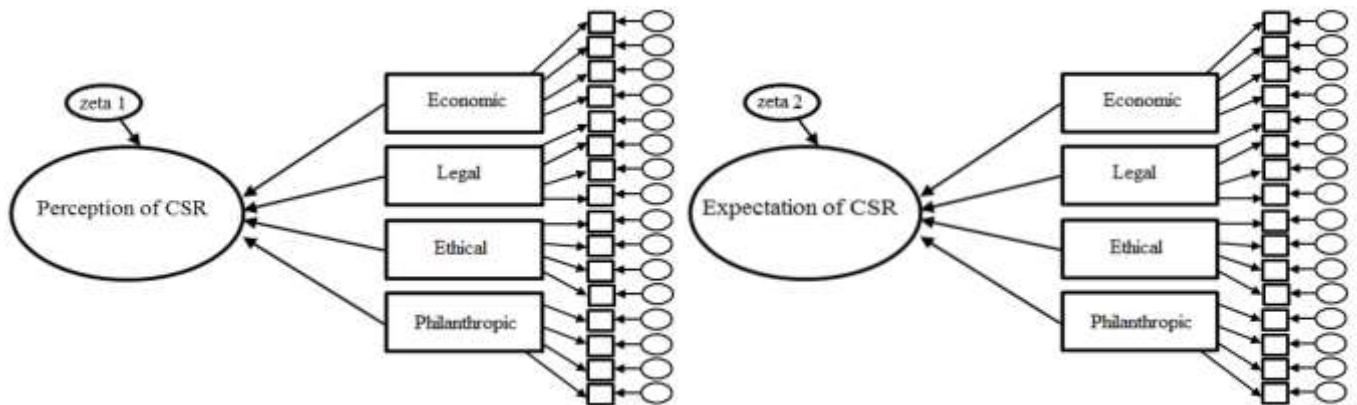 zeta 1
Perception of CSR
Economic
Legal
Ethical
Philanthropic
zeta 2
Expectation of CSR
Economic
Legal
Ethical
Philanthropic